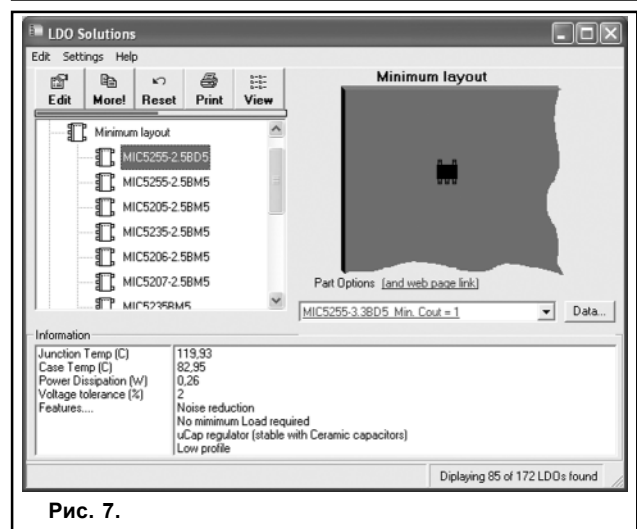 LDO Solutions
Edit Settings Help
Edit More! Reset Print View
Minimum layout
MIC5255-2.5BD5
MIC5255-2.5BM5
MIC5205-2.5BM5
MIC5235-2.5BM5
MIC5206-2.5BM5
MIC5207-2.5BM5
MIC5235BM5
Minimum layout
Part Options (and web page link)
MIC5255-3.3BD5 Min. Cout = 1
Data...
Information
Junction Temp (C) 119,93
Case Temp (C) 82,95
Power Dissipation (W) 0,26
Voltage tolerance (%) 2
Features.... Noise reduction
No minimum Load required
uCap regulator (stable with Ceramic capacitors)
Low profile
Diplaying 85 of 172 LDOs found
Рис. 7.